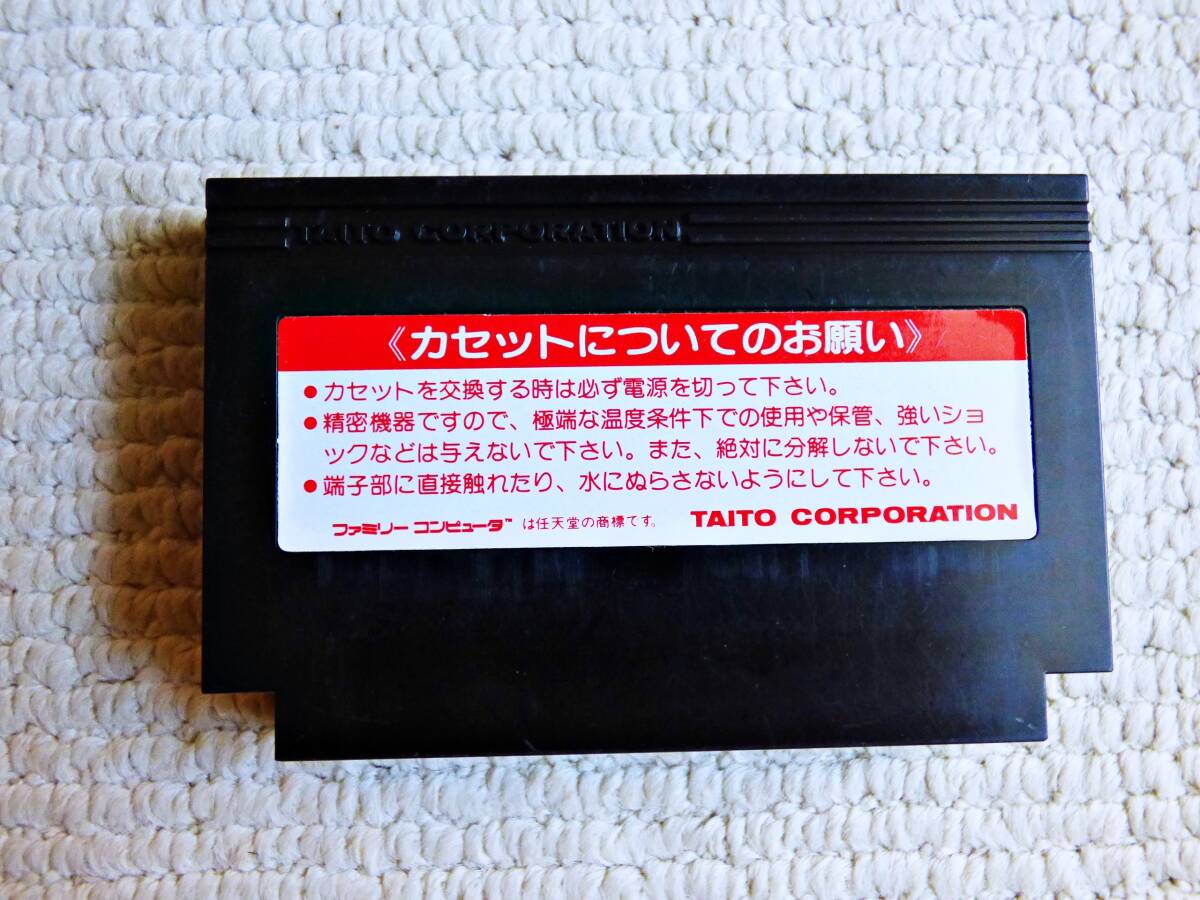 TAITO CORPORATION
《カセットについてのお願い》
●カセットを交換する時は必ず電源を切って下さい。
●精密機器ですので、極端な温度条件下での使用や保管、強いショ
ックなどは与えないで下さい。また、絶対に分解しないで下さい。
●端子部に直接触れたり、水にぬらさないようにして下さい。
ファミリーコンピュータ™ は任天堂の商標です。 TAITO CORPORATION